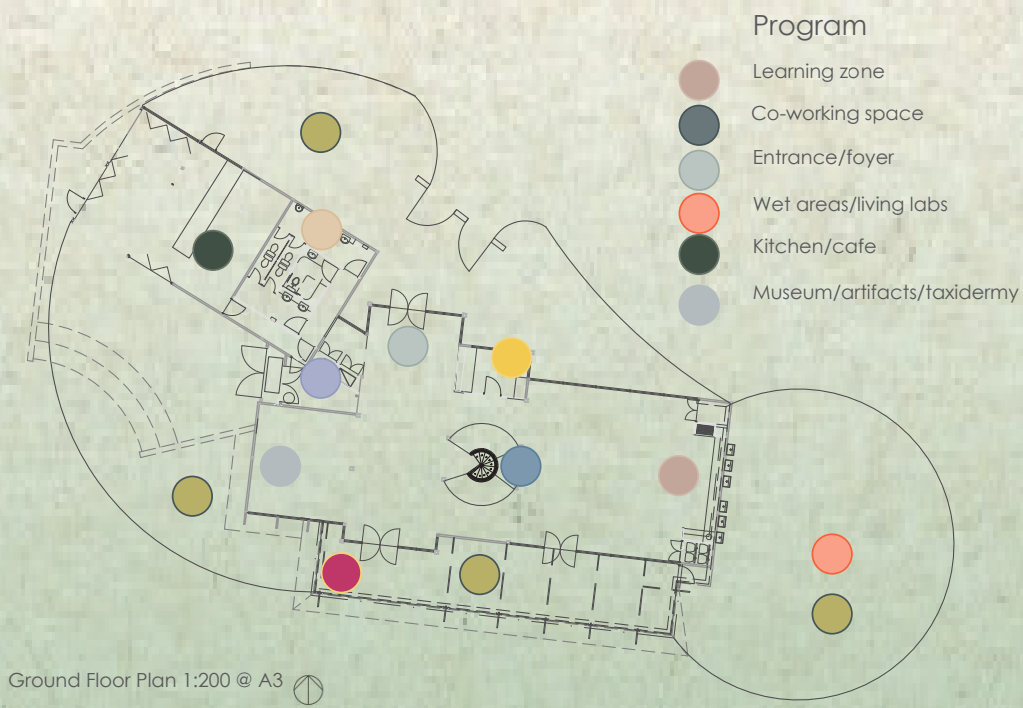 Program
Learning zone
Co-working space
Entrance/foyer
Wet areas/living labs
Kitchen/cafe
Museum/artifacts/taxidermy
Ground Floor Plan 1:200 @ A3